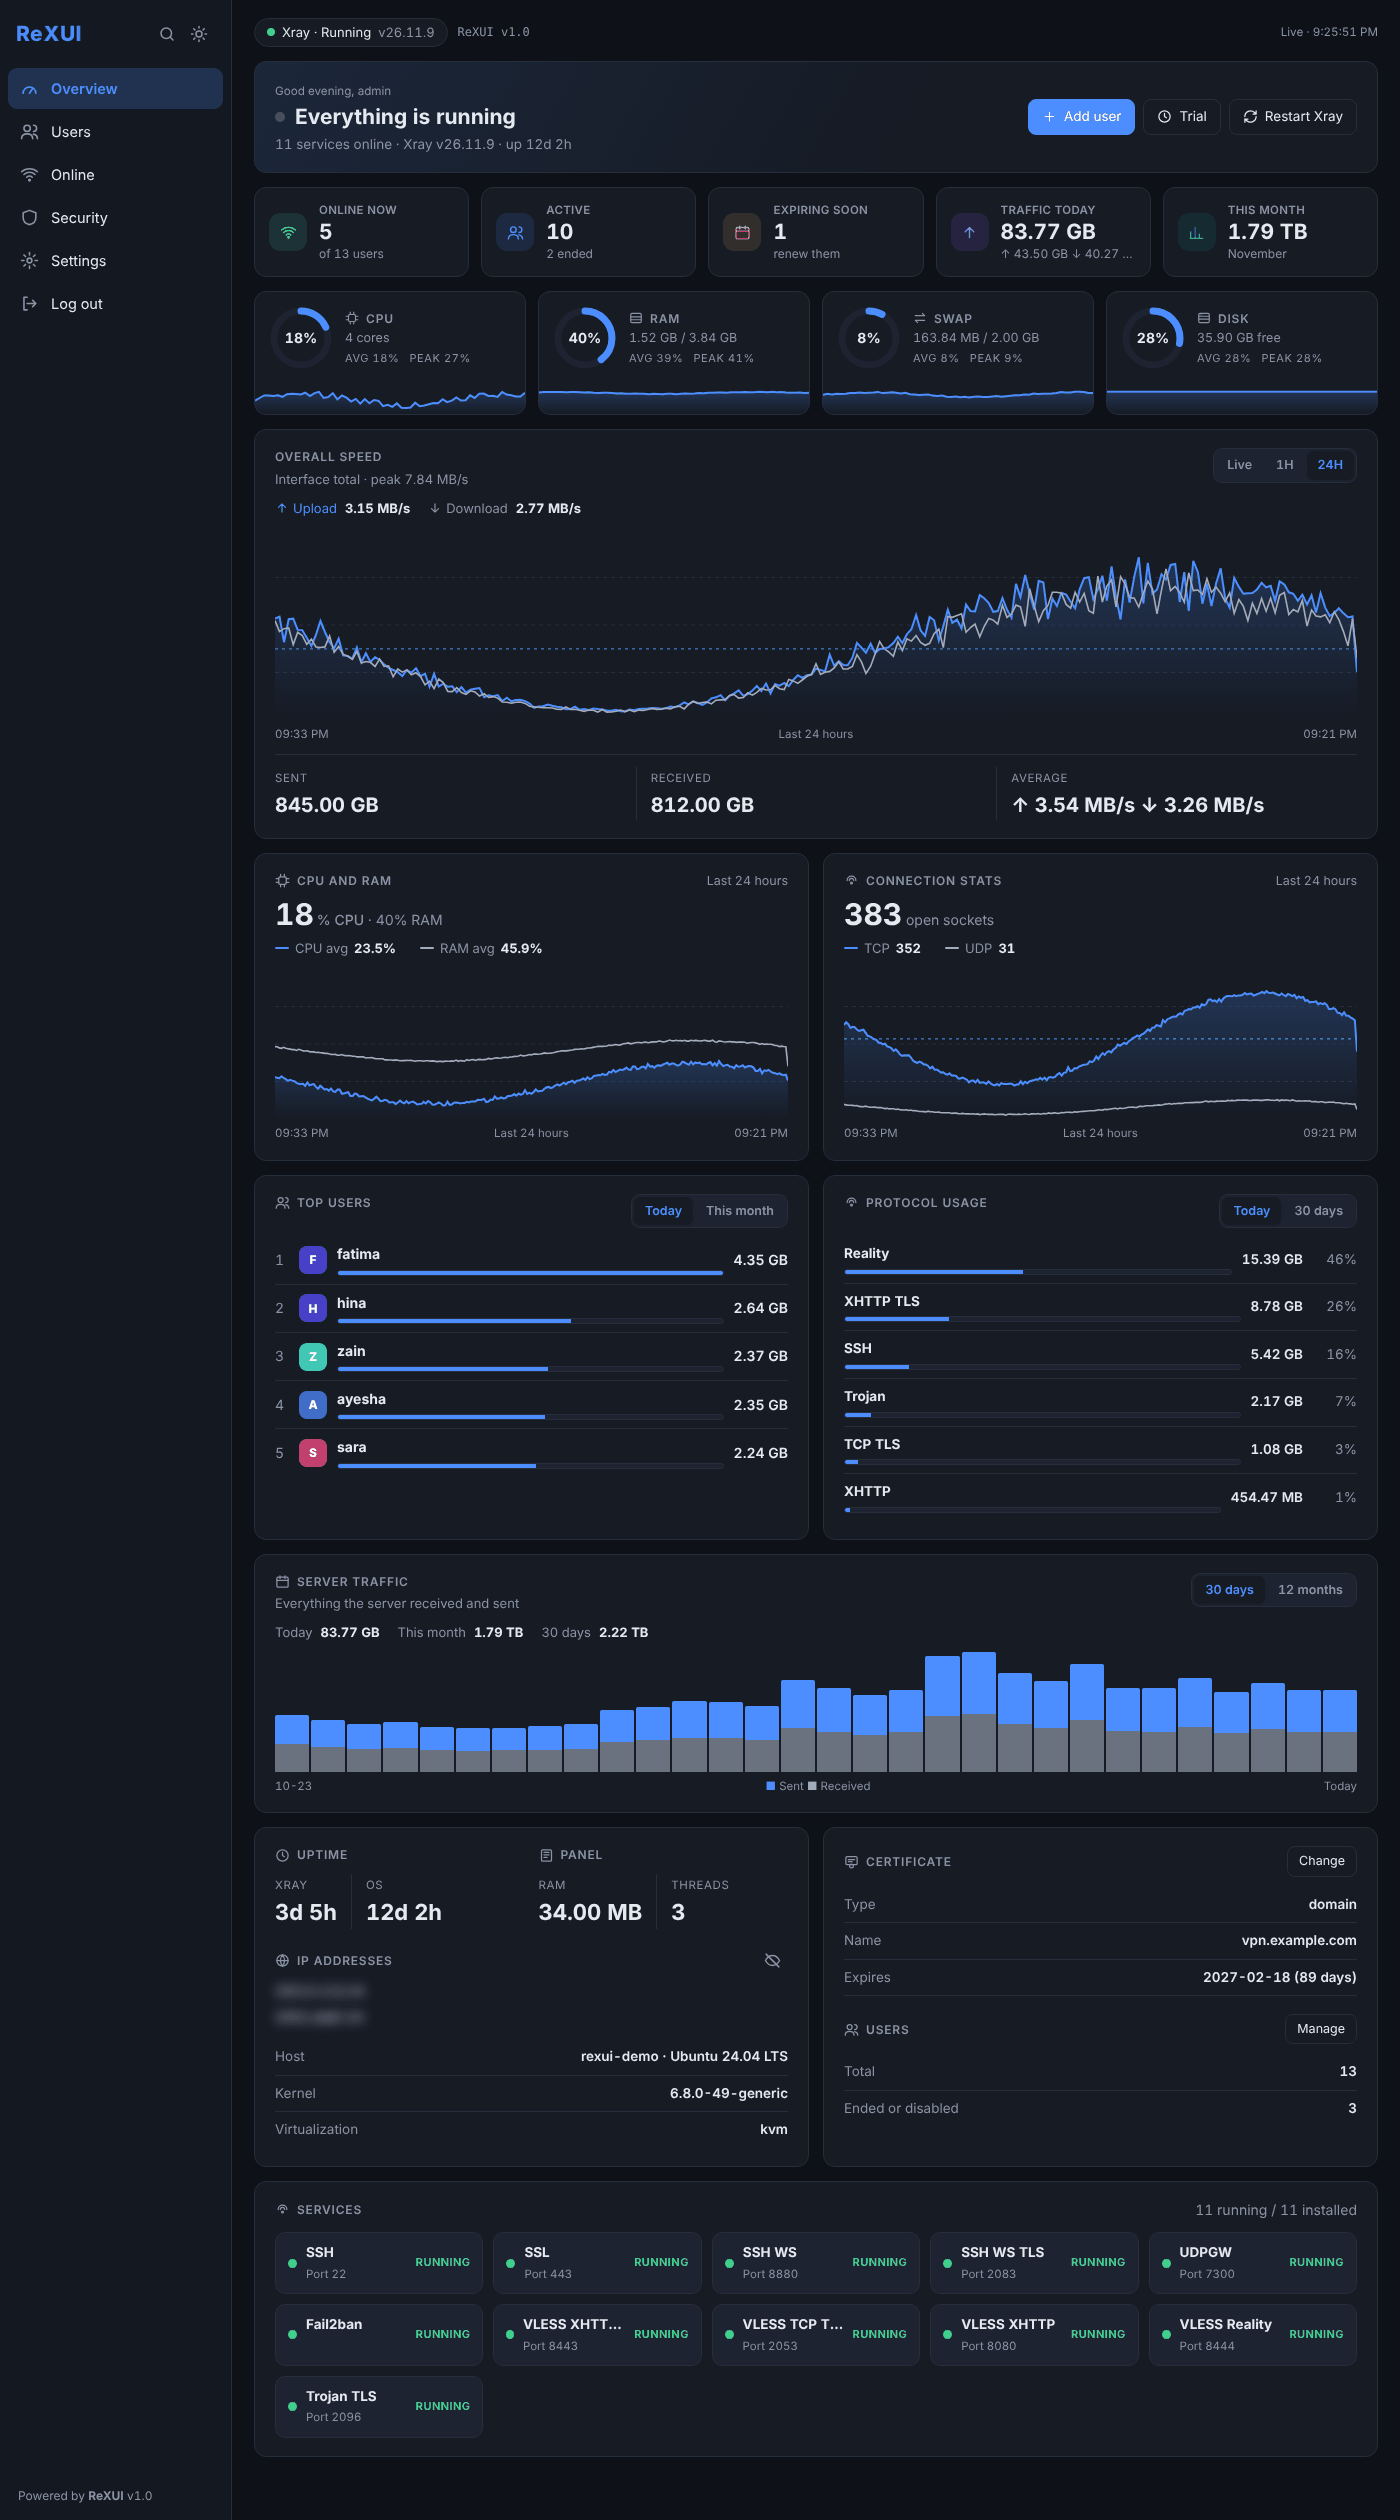 ReXUI
Overview
Users
Online
Security
Settings
Log out
Xray · Running v26.11.9 ReXUI v1.0
Live · 9:25:51 PM
Good evening, admin
Everything is running
11 services online · Xray v26.11.9 · up 12d 2h
Add user
Trial
Restart Xray
ONLINE NOW
5
of 13 users
ACTIVE
10
2 ended
EXPIRING SOON
1
renew them
TRAFFIC TODAY
83.77 GB
↑ 43.50 GB ↓ 40.27 ...
THIS MONTH
1.79 TB
November
18%
CPU
4 cores
AVG 18% PEAK 27%
40%
RAM
1.52 GB / 3.84 GB
AVG 39% PEAK 41%
8%
SWAP
163.84 MB / 2.00 GB
AVG 8% PEAK 9%
28%
DISK
35.90 GB free
AVG 28% PEAK 28%
OVERALL SPEED
Interface total · peak 7.84 MB/s
↑ Upload 3.15 MB/s ↓ Download 2.77 MB/s
Live 1H 24H
09:33 PM Last 24 hours 09:21 PM
SENT
845.00 GB
RECEIVED
812.00 GB
AVERAGE
↑ 3.54 MB/s ↓ 3.26 MB/s
CPU AND RAM Last 24 hours
18 % CPU · 40% RAM
CPU avg 23.5% RAM avg 45.9%
09:33 PM Last 24 hours 09:21 PM
CONNECTION STATS Last 24 hours
383 open sockets
TCP 352 UDP 31
09:33 PM Last 24 hours 09:21 PM
TOP USERS Today This month
1 F fatima 4.35 GB
2 H hina 2.64 GB
3 Z zain 2.37 GB
4 A ayesha 2.35 GB
5 S sara 2.24 GB
PROTOCOL USAGE Today 30 days
Reality 15.39 GB 46%
XHTTP TLS 8.78 GB 26%
SSH 5.42 GB 16%
Trojan 2.17 GB 7%
TCP TLS 1.08 GB 3%
XHTTP 454.47 MB 1%
SERVER TRAFFIC 30 days 12 months
Everything the server received and sent
Today 83.77 GB This month 1.79 TB 30 days 2.22 TB
10-23 Sent Received Today
UPTIME
XRAY
3d 5h
OS
12d 2h
PANEL
RAM
34.00 MB
THREADS
3
IP ADDRESSES
Host rexui-demo · Ubuntu 24.04 LTS
Kernel 6.8.0-49-generic
Virtualization kvm
CERTIFICATE Change
Type domain
Name vpn.example.com
Expires 2027-02-18 (89 days)
USERS Manage
Total 13
Ended or disabled 3
SERVICES 11 running / 11 installed
SSH
Port 22
RUNNING
SSL
Port 443
RUNNING
SSH WS
Port 8880
RUNNING
SSH WS TLS
Port 2083
RUNNING
UDPGW
Port 7300
RUNNING
Fail2ban
RUNNING
VLESS XHTT...
Port 8443
RUNNING
VLESS TCP T...
Port 2053
RUNNING
VLESS XHTTP
Port 8080
RUNNING
VLESS Reality
Port 8444
RUNNING
Trojan TLS
Port 2096
RUNNING
Powered by ReXUI v1.0